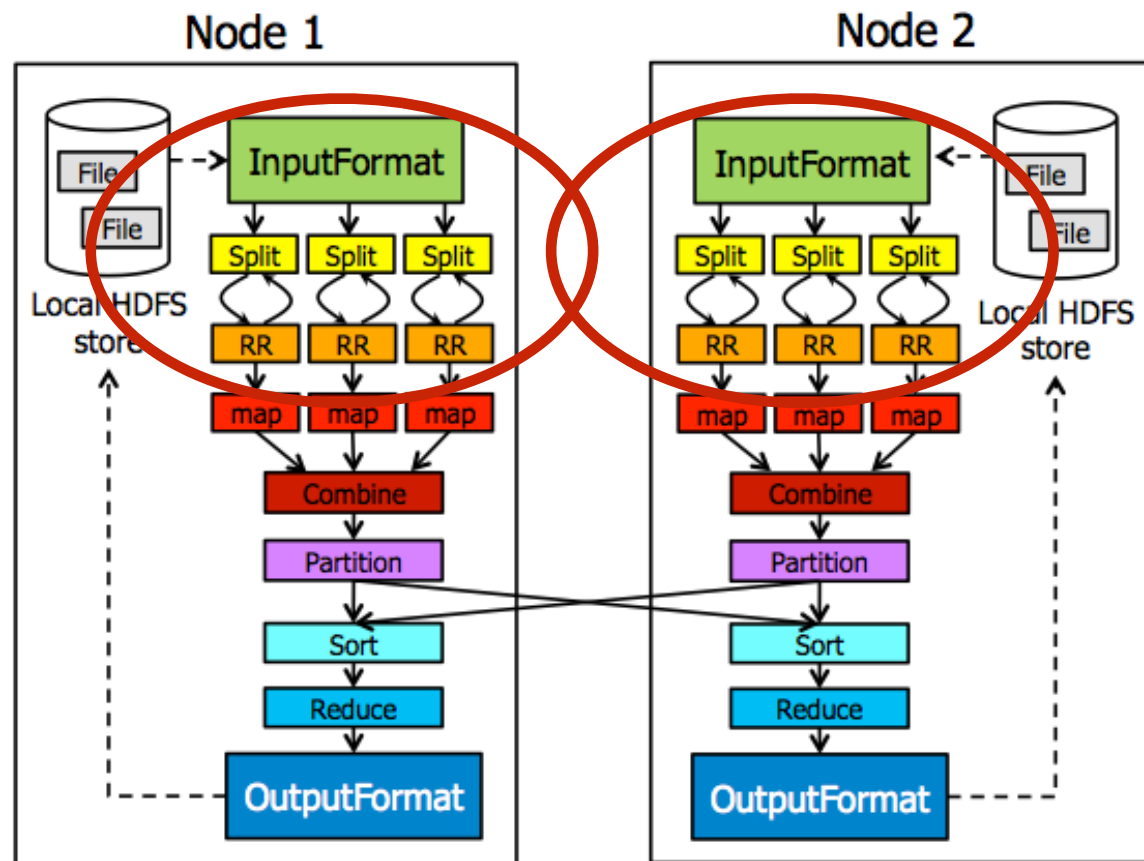 Node 1
File
File
Local HDFS
store
InputFormat
Split Split Split
RR RR RR
map map map
Combine
Partition
Sort
Reduce
OutputFormat
Node 2
InputFormat
File
File
Local HDFS
store
Split Split Split
RR RR RR
map map map
Combine
Partition
Sort
Reduce
OutputFormat